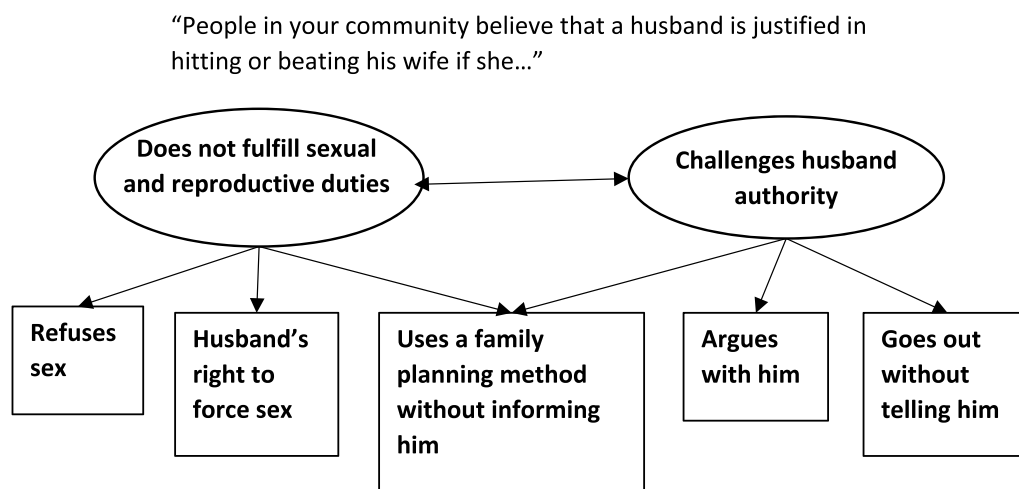 “People in your community believe that a husband is justified in
hitting or beating his wife if she…”
Does not fulfill sexual
and reproductive duties
Challenges husband
authority
Refuses
sex
Husband’s
right to
force sex
Uses a family
planning method
without informing
him
Argues
with him
Goes out
without
telling him